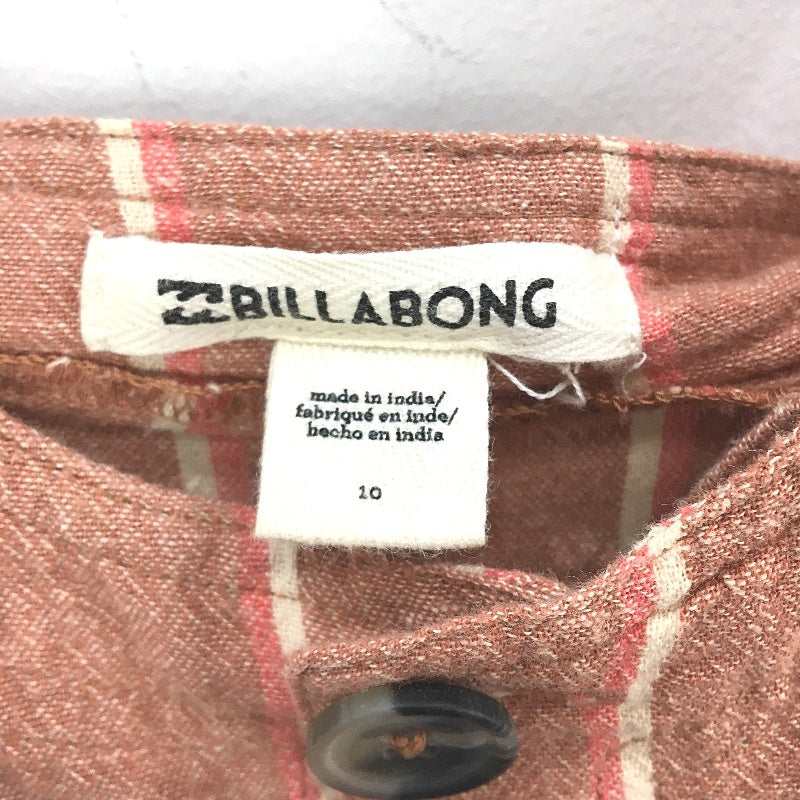 BILLABONG
made in india/
fabriqué en inde/
hecho en india
10